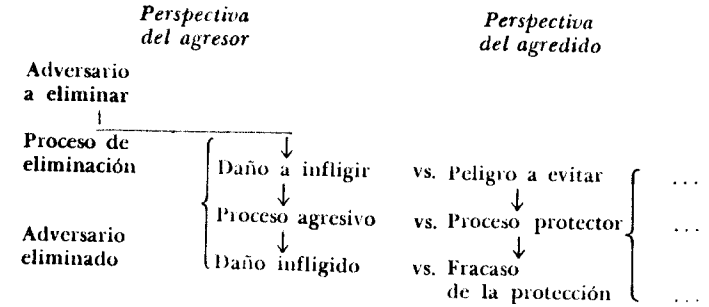 Perspectiva
del agresor
Perspectiva
del agredido
Adversario
a eliminar
Proceso de
eliminación
Daño a infligir
vs. Peligro a evitar
...
Proceso agresivo
vs. Proceso protector
...
Adversario
eliminado
Daño infligido
vs. Fracaso
de la protección
...